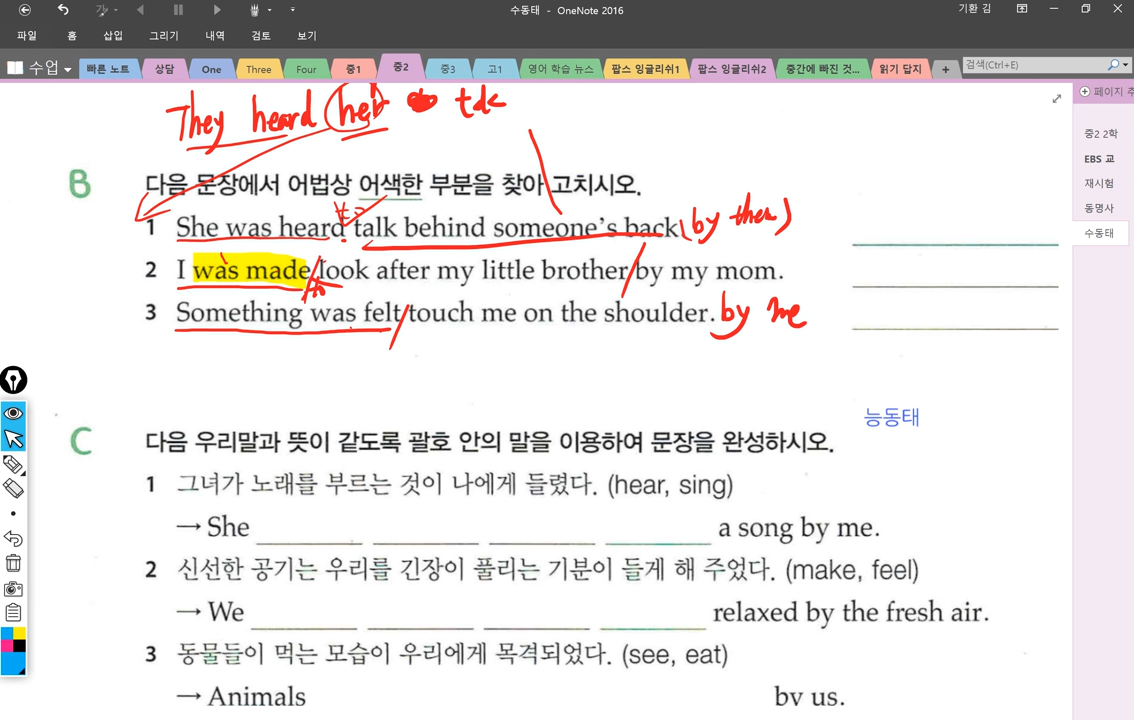 수동태 - OneNote 2016
기환 김
파일 홈 삽입 그리기 내역 검토 보기
수업 빠른 노트 상담 One Three Four 중1 중2 중3 고1 영어 학습 뉴스 팝스 잉글리쉬1 팝스 잉글리쉬2 중간에 빠진 것... 읽기 답지 + 검색(Ctrl+E)
They heard her
페이지 추
중2 2학
EBS 교
재시험
동명사
수동태
B 다음 문장에서 어법상 어색한 부분을 찾아 고치시오.
to
1 She was heard talk behind someone's back (by them)
2 I was made look after my little brother by my mom.
to
3 Something was felt touch me on the shoulder. by me
능동태
C 다음 우리말과 뜻이 같도록 괄호 안의 말을 이용하여 문장을 완성하시오.
1 그녀가 노래를 부르는 것이 나에게 들렸다. (hear, sing)
→ She a song by me.
2 신선한 공기는 우리를 긴장이 풀리는 기분이 들게 해 주었다. (make, feel)
→ We relaxed by the fresh air.
3 동물들이 먹는 모습이 우리에게 목격되었다. (see, eat)
→ Animals by us.